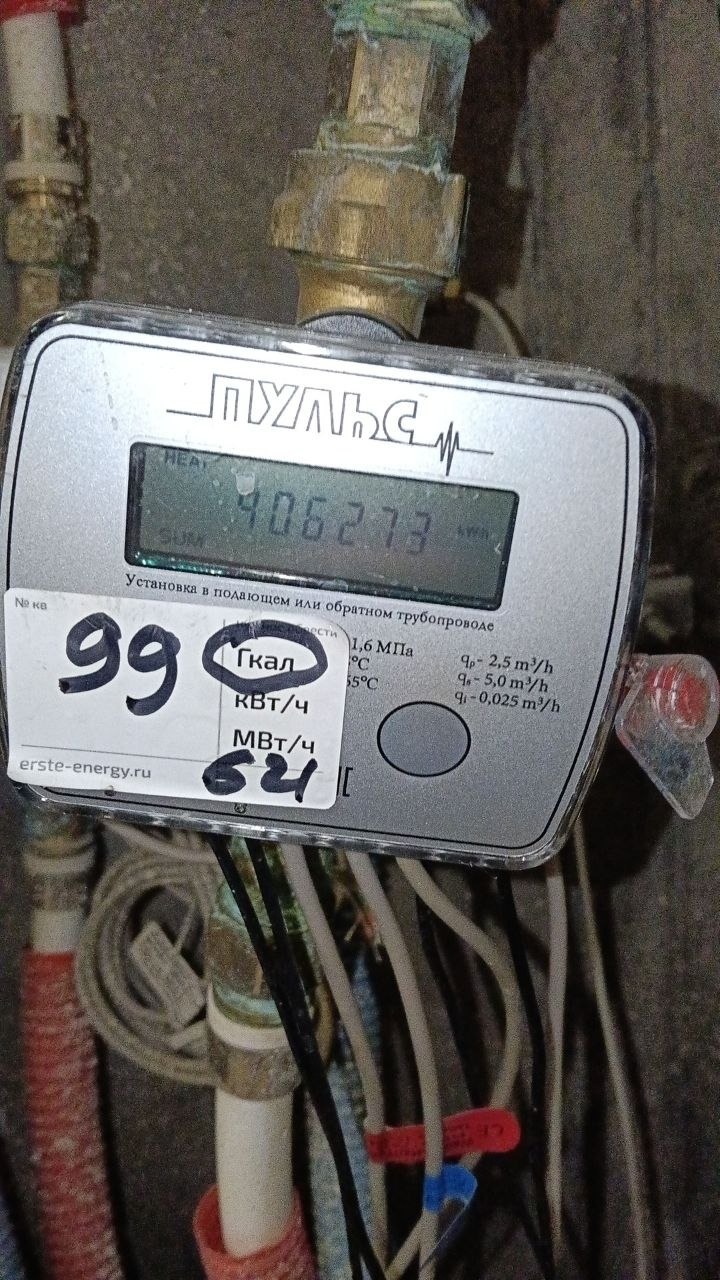 ПУЛЬС
HEAT
406273 kWh
SUM
Установка в подающем или обратном трубопроводе
№ кв
99
Гкал
кВт/ч
МВт/ч
64
erste-energy.ru
1,6 МПа
°C
55°C
qₚ - 2,5 m³/h
qₛ - 5,0 m³/h
qᵢ - 0,025 m³/h